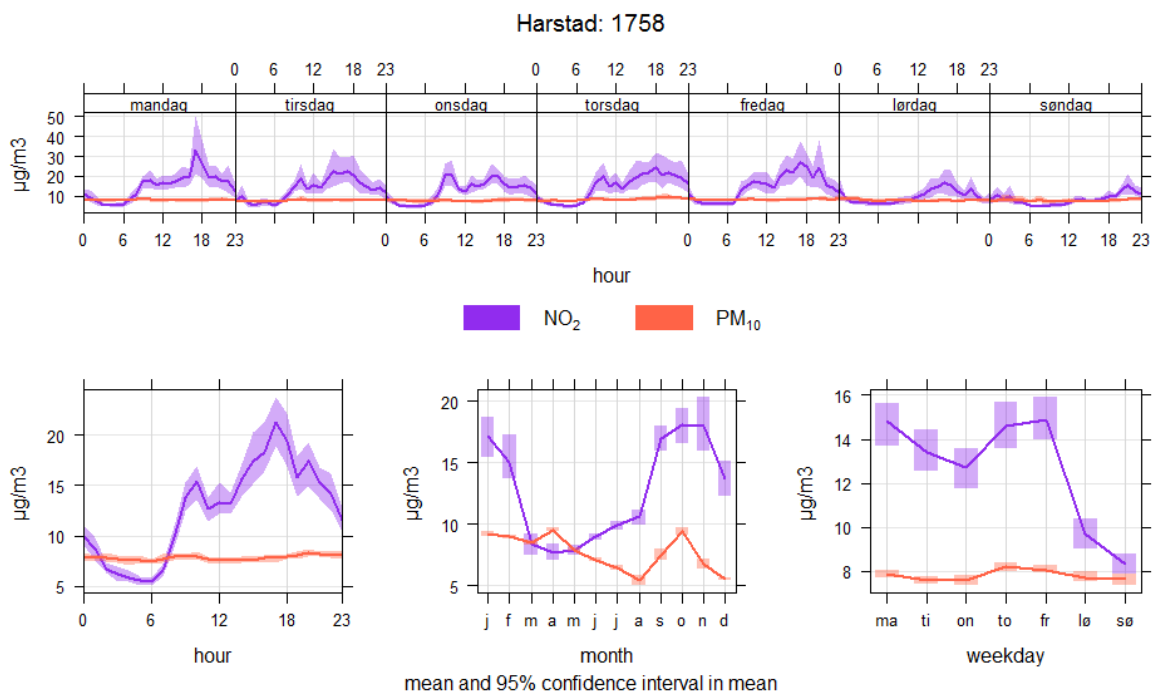 Harstad: 1758
0 6 12 18 23 0 6 12 18 23 0 6 12 18 23
mandag tirsdag onsdag torsdag fredag lørdag søndag
50
40
30
20
10
µg/m3
0 6 12 18 23 0 6 12 18 23 0 6 12 18 23 0 6 12 18 23
hour
NO₂ PM₁₀
20
15
10
5
µg/m3
0 6 12 18 23
hour
20
15
10
5
µg/m3
j f m a m j j a s o n d
month
16
14
12
10
8
µg/m3
ma ti on to fr lø sø
weekday
mean and 95% confidence interval in mean